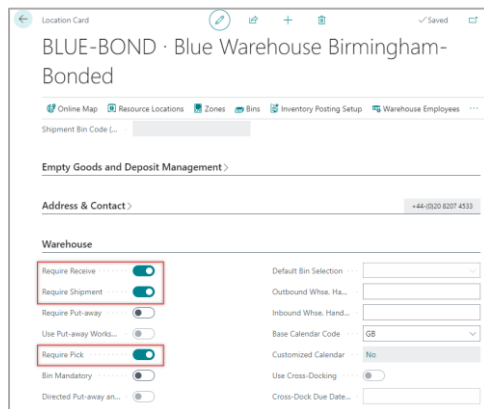 Location Card
Saved
BLUE-BOND · Blue Warehouse Birmingham-
Bonded
Online Map Resource Locations Zones Bins Inventory Posting Setup Warehouse Employees ...
Shipment Bin Code (...
Empty Goods and Deposit Management
Address & Contact
+44-(0)20 8207 4533
Warehouse
Require Receive
Default Bin Selection
Require Shipment
Outbound Whse. Ha...
Require Put-away
Inbound Whse. Hand...
Use Put-away Works...
Base Calendar Code GB
Require Pick
Customized Calendar No
Bin Mandatory
Use Cross-Docking
Directed Put-away an...
Cross-Dock Due Date...